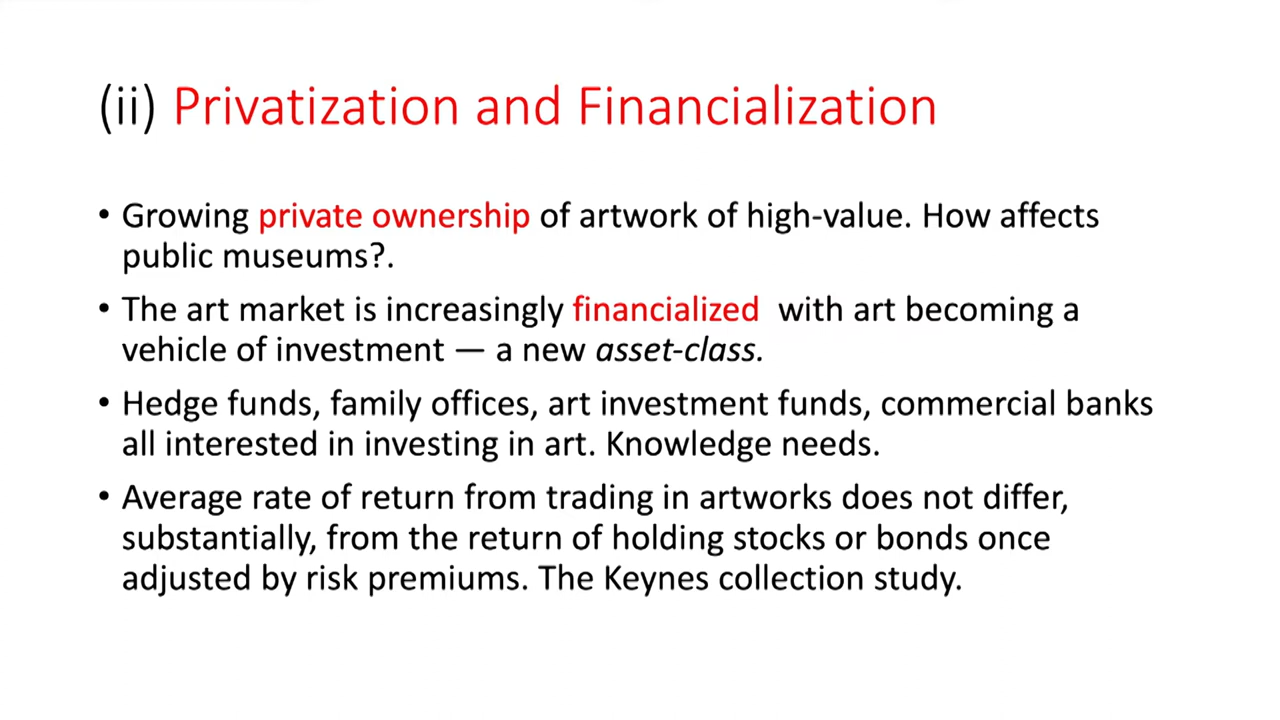 (ii) Privatization and Financialization
• Growing private ownership of artwork of high-value. How affects
public museums?.
• The art market is increasingly financialized with art becoming a
vehicle of investment — a new asset-class.
• Hedge funds, family offices, art investment funds, commercial banks
all interested in investing in art. Knowledge needs.
• Average rate of return from trading in artworks does not differ,
substantially, from the return of holding stocks or bonds once
adjusted by risk premiums. The Keynes collection study.